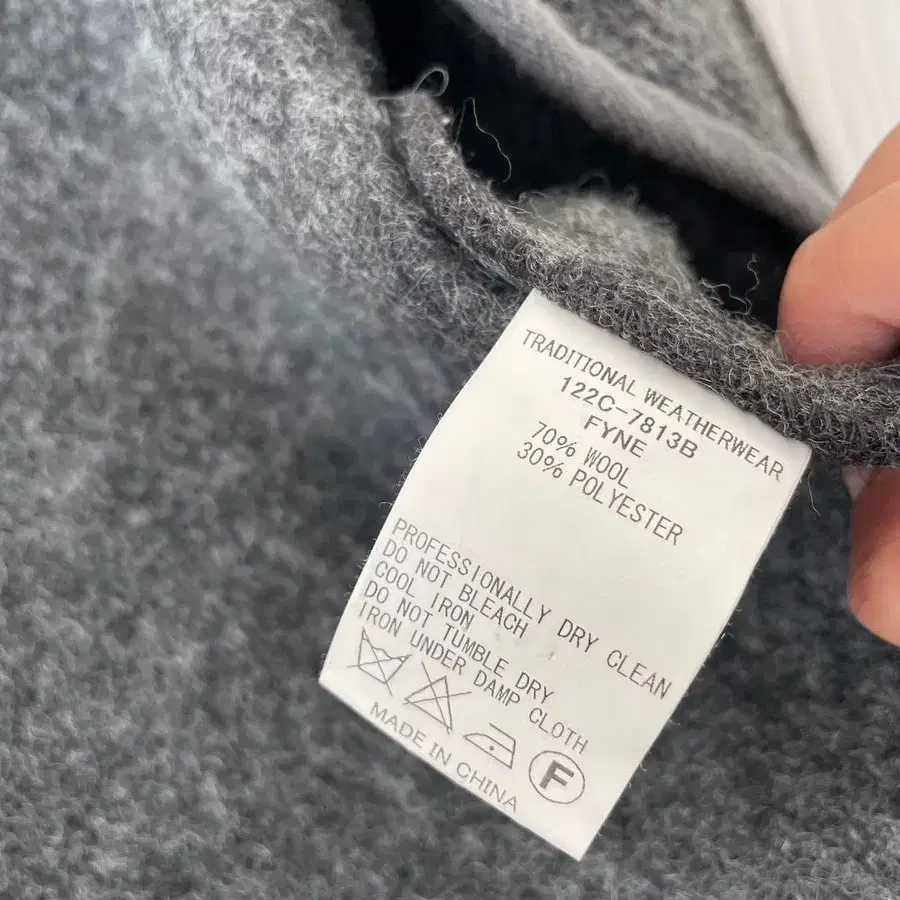 TRADITIONAL WEATHERWEAR
122C-7813B
FYNE
70% WOOL
30% POLYESTER
PROFESSIONALLY DRY CLEAN
DO NOT BLEACH
COOL IRON
DO NOT TUMBLE DRY
IRON UNDER DAMP CLOTH
F
MADE IN CHINA